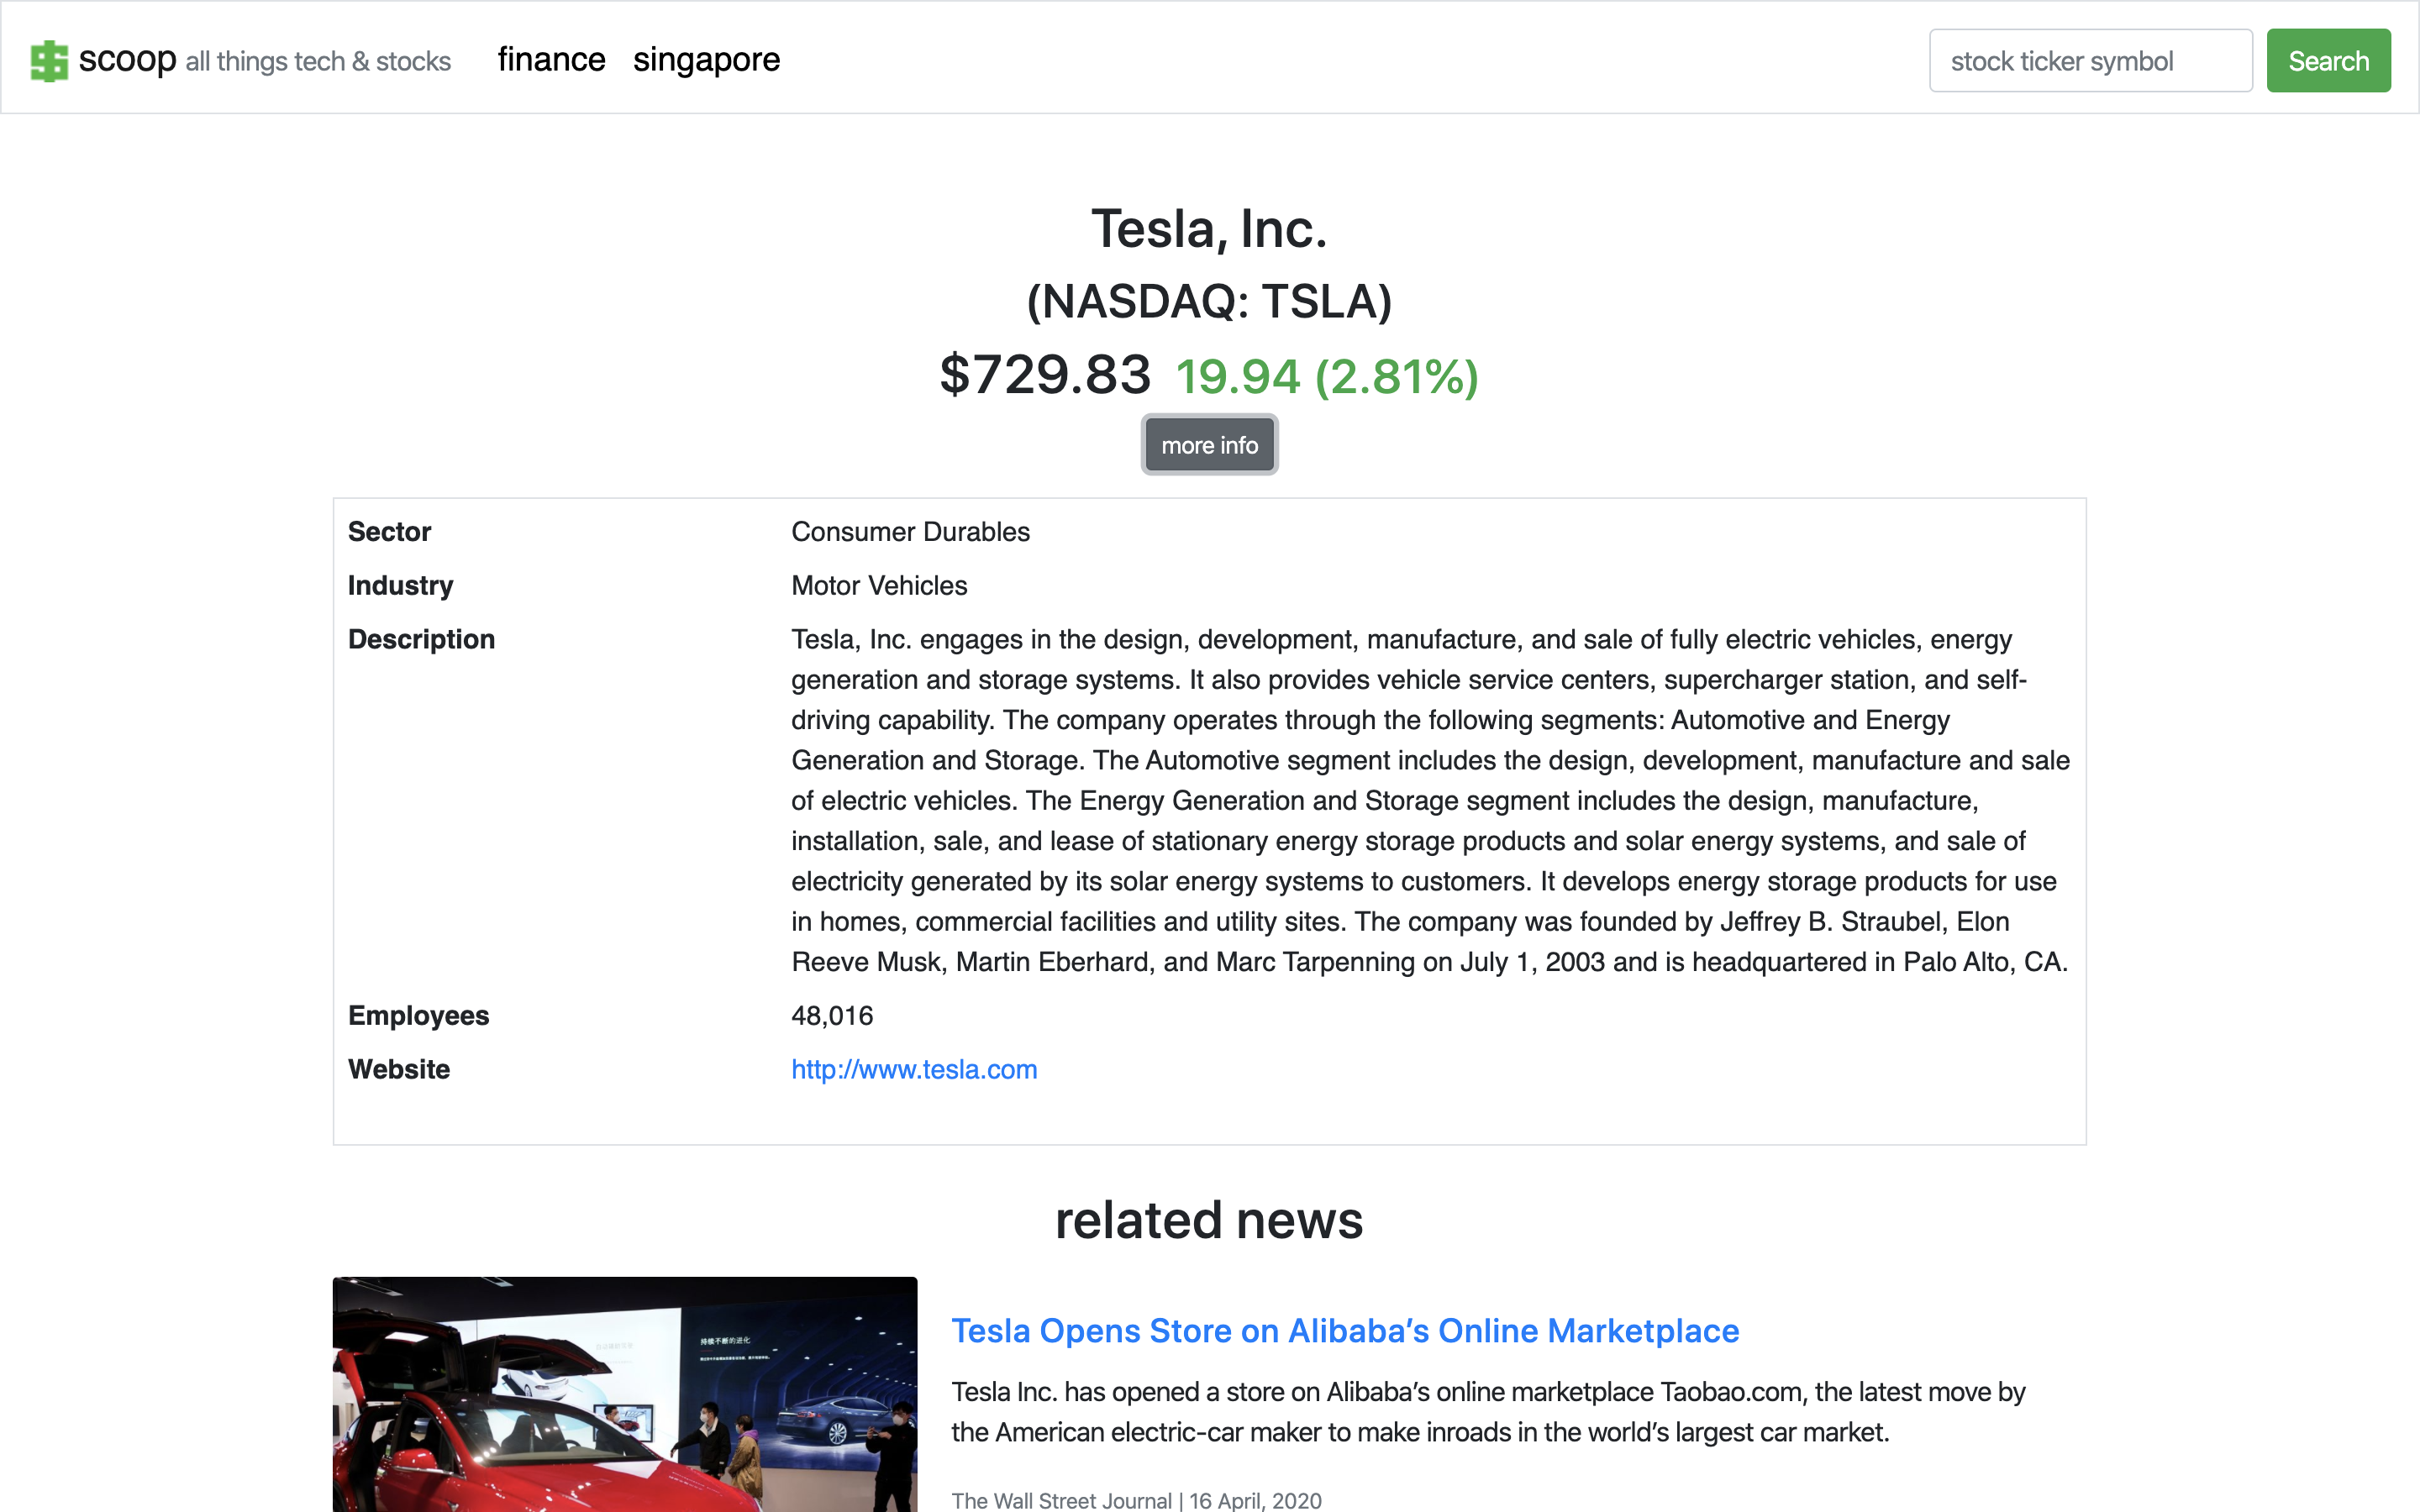 scoop all things tech & stocks finance singapore stock ticker symbol Search
Tesla, Inc.
(NASDAQ: TSLA)
$729.83 19.94 (2.81%)
more info
Sector Consumer Durables
Industry Motor Vehicles
Description Tesla, Inc. engages in the design, development, manufacture, and sale of fully electric vehicles, energy
generation and storage systems. It also provides vehicle service centers, supercharger station, and self-
driving capability. The company operates through the following segments: Automotive and Energy
Generation and Storage. The Automotive segment includes the design, development, manufacture and sale
of electric vehicles. The Energy Generation and Storage segment includes the design, manufacture,
installation, sale, and lease of stationary energy storage products and solar energy systems, and sale of
electricity generated by its solar energy systems to customers. It develops energy storage products for use
in homes, commercial facilities and utility sites. The company was founded by Jeffrey B. Straubel, Elon
Reeve Musk, Martin Eberhard, and Marc Tarpenning on July 1, 2003 and is headquartered in Palo Alto, CA.
Employees 48,016
Website http://www.tesla.com
related news
持续不断的进化
Tesla Opens Store on Alibaba’s Online Marketplace
Tesla Inc. has opened a store on Alibaba’s online marketplace Taobao.com, the latest move by
the American electric-car maker to make inroads in the world’s largest car market.
The Wall Street Journal | 16 April, 2020